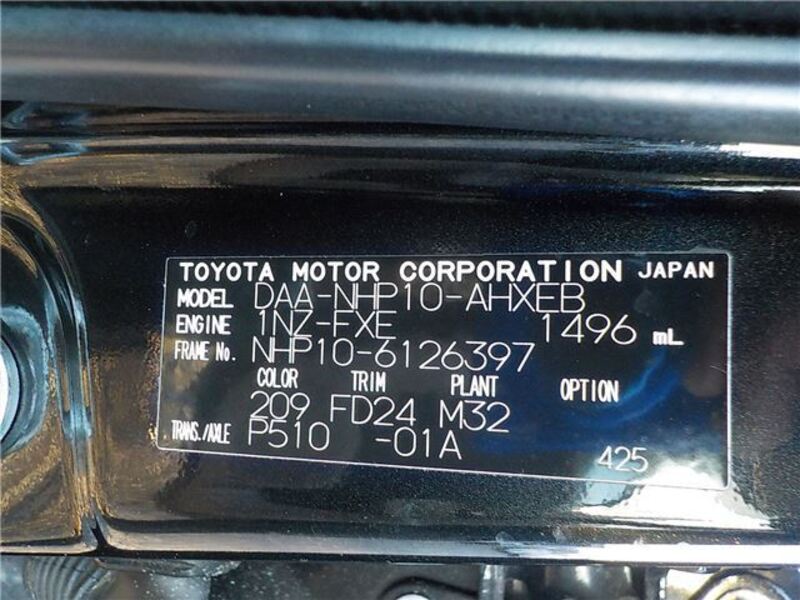 TOYOTA MOTOR CORPORATION JAPAN
MODEL DAA-NHP10-AHXEB
ENGINE 1NZ-FXE 1496 mL
FRAME No. NHP10-6126397
COLOR TRIM PLANT OPTION
209 FD24 M32
TRANS./AXLE P510 -01A 425